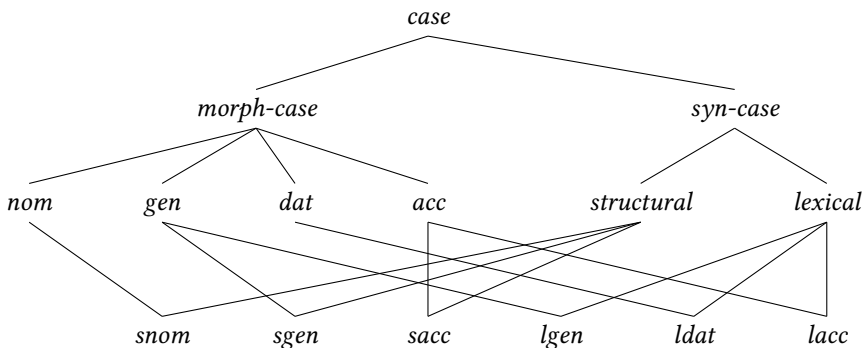 case
morph-case syn-case
nom gen dat acc structural lexical
snom sgen sacc lgen ldat lacc